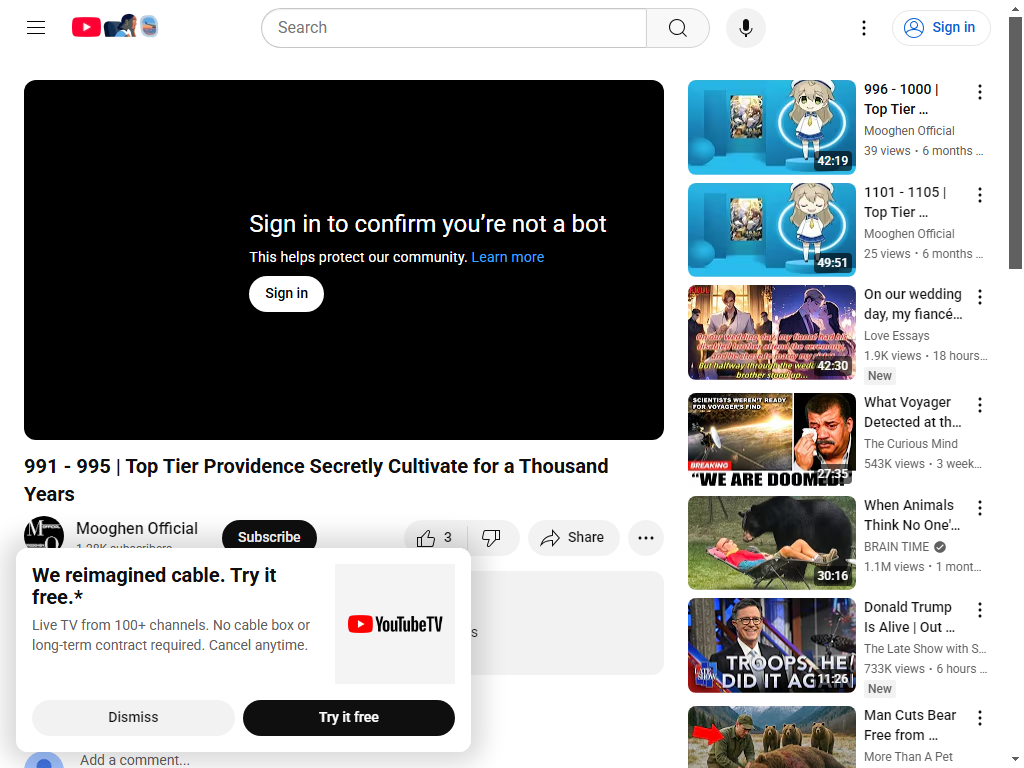 Search
Sign in
Sign in to confirm you're not a bot
This helps protect our community. Learn more
Sign in
991 - 995 | Top Tier Providence Secretly Cultivate for a Thousand
Years
Mooghen Official
Subscribe
3
Share
We reimagined cable. Try it
free.*
Live TV from 100+ channels. No cable box or
long-term contract required. Cancel anytime.
YouTubeTV
Dismiss
Try it free
Add a comment...
42:19
996 - 1000 |
Top Tier ...
Mooghen Official
39 views • 6 months ...
49:51
1101 - 1105 |
Top Tier ...
Mooghen Official
25 views • 6 months ...
42:30
On our wedding
day, my fiancé...
Love Essays
1.9K views • 18 hours...
New
SCIENTISTS WEREN'T READY
FOR VOYAGER'S FIND
BREAKING
"WE ARE DOOMED!"
27:35
What Voyager
Detected at th...
The Curious Mind
543K views • 3 week...
30:16
When Animals
Think No One'...
BRAIN TIME
1.1M views • 1 mont...
LATE SHOW
TROOPS, HE
DID IT AGAIN
11:26
Donald Trump
Is Alive | Out ...
The Late Show with S...
733K views • 6 hours ...
New
Man Cuts Bear
Free from ...
More Than A Pet